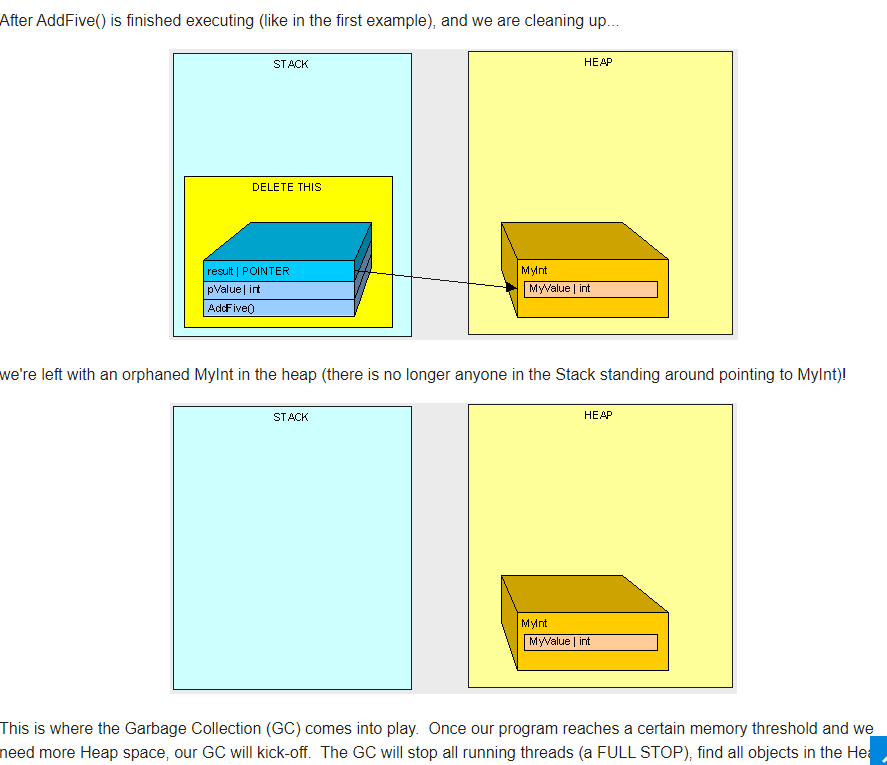 After AddFive() is finished executing (like in the first example), and we are cleaning up...
STACK
HEAP
DELETE THIS
result | POINTER
pValue | int
AddFive()
MyInt
MyValue | int
we're left with an orphaned MyInt in the heap (there is no longer anyone in the Stack standing around pointing to MyInt)!
STACK
HEAP
MyInt
MyValue | int
This is where the Garbage Collection (GC) comes into play. Once our program reaches a certain memory threshold and we
need more Heap space, our GC will kick-off. The GC will stop all running threads (a FULL STOP), find all objects in the